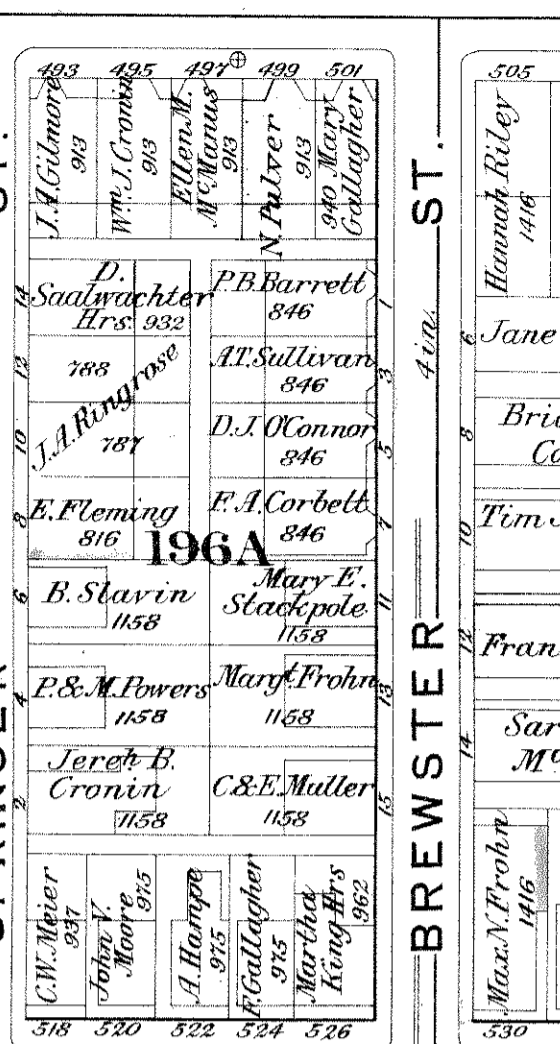 493 495 497 499 501 505
J.A. Gilmore
913
Wm. J. Cronin
913
Ellen M.
McManus
913
N. Pulver
913
940 Mary
Gallagher
Hannah Riley
1416
ST.
14
D.
Saalwachter
Hrs. 932
P.B. Barrett
846
1
4 in.
6
Jane
12
788
A.T. Sullivan
846
3
J.A. Ringrose
10
787
D.J. O'Connor
846
5
8
Bri
Co
8
E. Fleming
816
F.A. Corbett
846
7
10
Tim
196A
6
B. Slavin
1158
Mary E.
Stackpole
1158
11
12
Fran
4
P. & M. Powers
1158
Margt. Frohn
1158
13
14
Sar
Mc
2
Jereh B.
Cronin
1158
C. & E. Muller
1158
15
BREWSTER
C.W. Meier
937
John V.
Moore
975
A. Hampe
975
F. Gallagher
975
Martha
King Hrs
962
Max. N. Frohn
1416
518 520 522 524 526 530